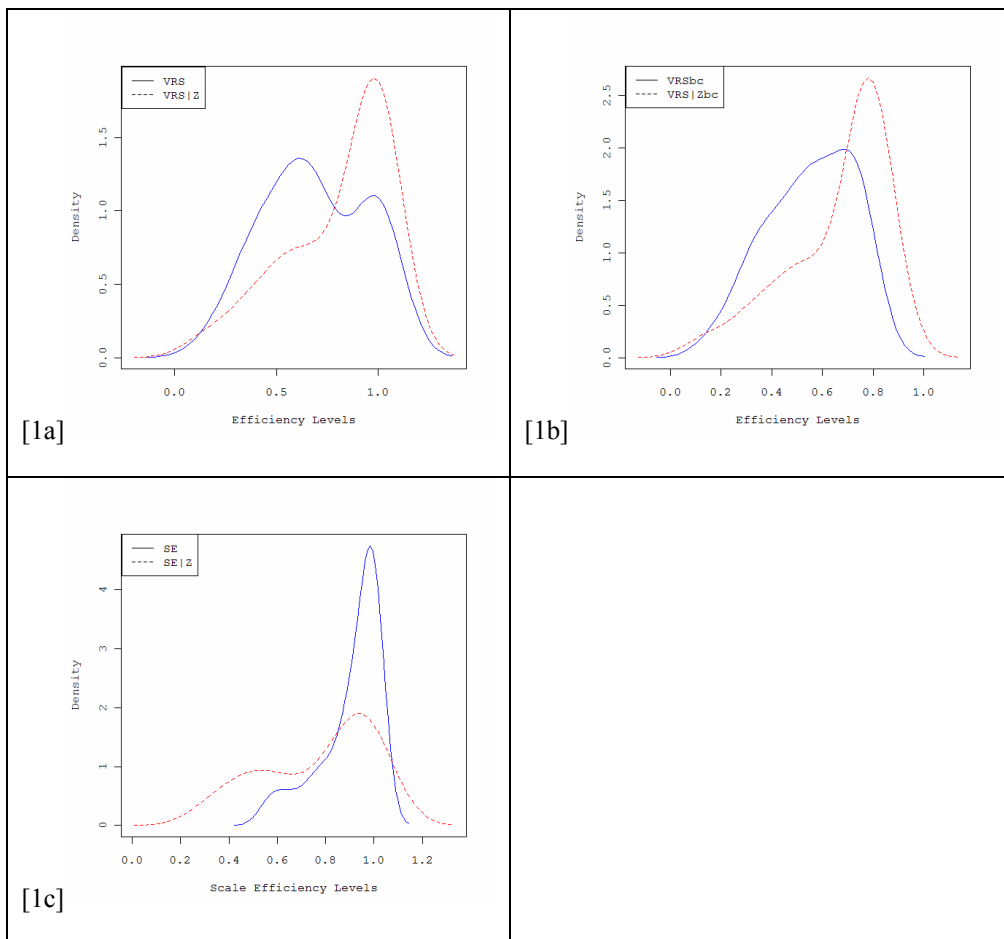 VRS
VRS|Z
1.5
1.0
0.5
0.0
Density
0.0 0.5 1.0
Efficiency Levels
[1a]
VRSbc
VRS|Zbc
2.5
2.0
1.5
1.0
0.5
0.0
Density
0.0 0.2 0.4 0.6 0.8 1.0
Efficiency Levels
[1b]
SE
SE|Z
4
3
2
1
0
Density
0.0 0.2 0.4 0.6 0.8 1.0 1.2
Scale Efficiency Levels
[1c]